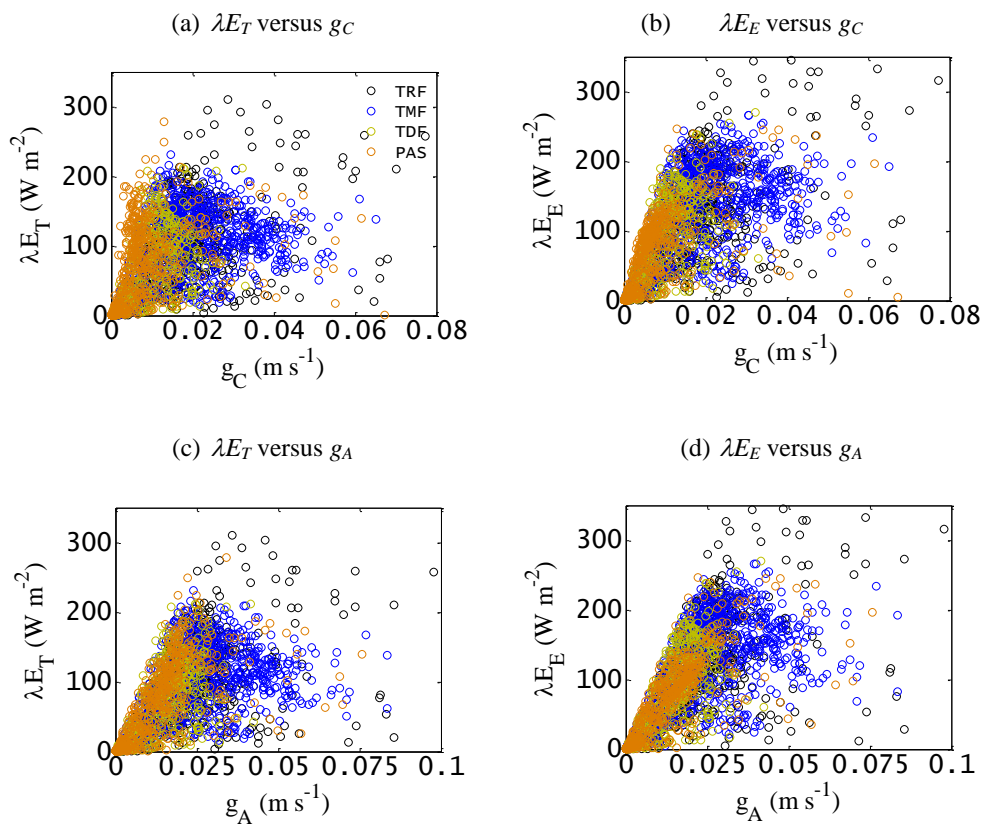 (a) λE_T versus g_C
(b) λE_E versus g_C
TRF
TMF
TDF
PAS
300
200
100
0
λE_T (W m^-2)
0 0.02 0.04 0.06 0.08
g_C (m s^-1)
300
200
100
0
λE_E (W m^-2)
0 0.02 0.04 0.06 0.08
g_C (m s^-1)
(c) λE_T versus g_A
(d) λE_E versus g_A
300
200
100
0
λE_T (W m^-2)
0 0.025 0.05 0.075 0.1
g_A (m s^-1)
300
200
100
0
λE_E (W m^-2)
0 0.025 0.05 0.075 0.1
g_A (m s^-1)